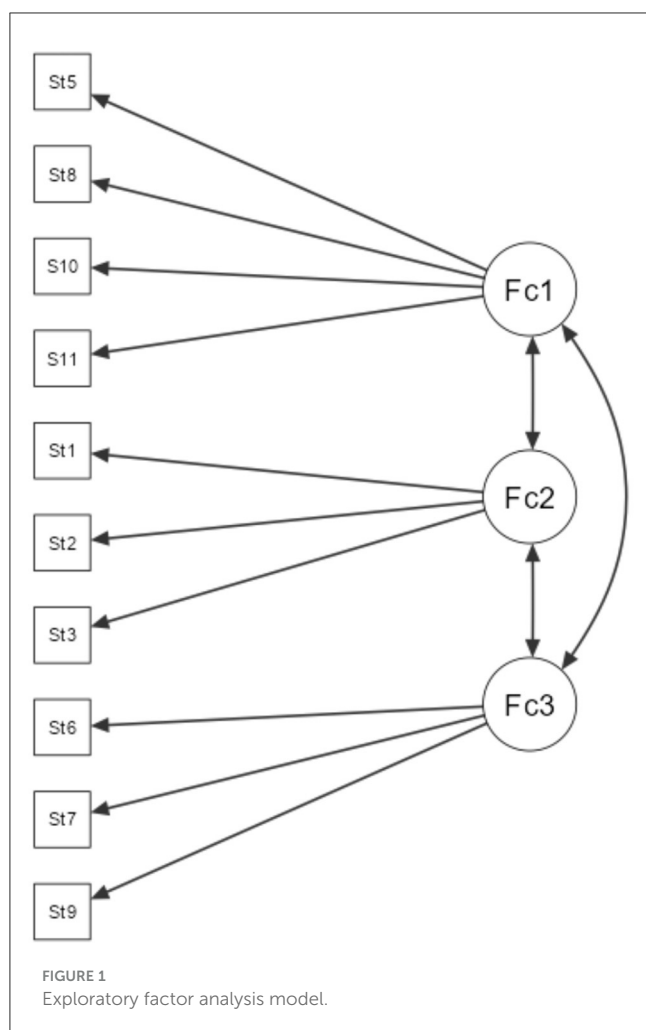 St5
St8
S10
S11
St1
St2
St3
St6
St7
St9
Fc1
Fc2
Fc3
FIGURE 1
Exploratory factor analysis model.